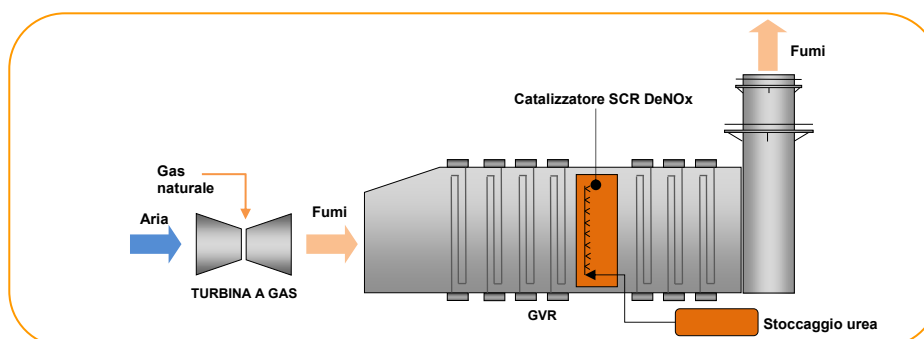 Fumi
Catalizzatore SCR DeNOx
Gas
naturale
Aria
Fumi
TURBINA A GAS
GVR
Stoccaggio urea